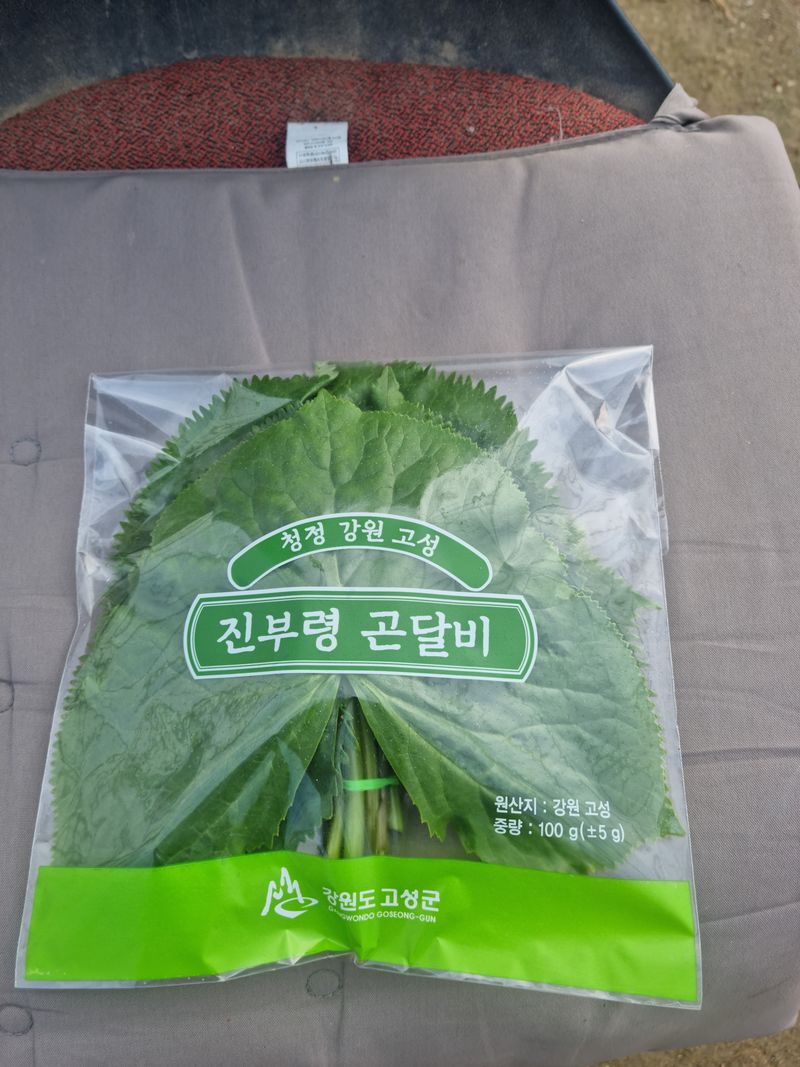 청정 강원 고성
진부령 곤달비
원산지 : 강원 고성
중량 : 100 g(±5 g)
강원도 고성군
GANGWONDO GOSEONG-GUN